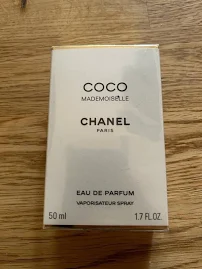 COCO
MADEMOISELLE
CHANEL
PARIS
EAU DE PARFUM
VAPORISATEUR SPRAY
50 ml 1.7 FL.OZ.